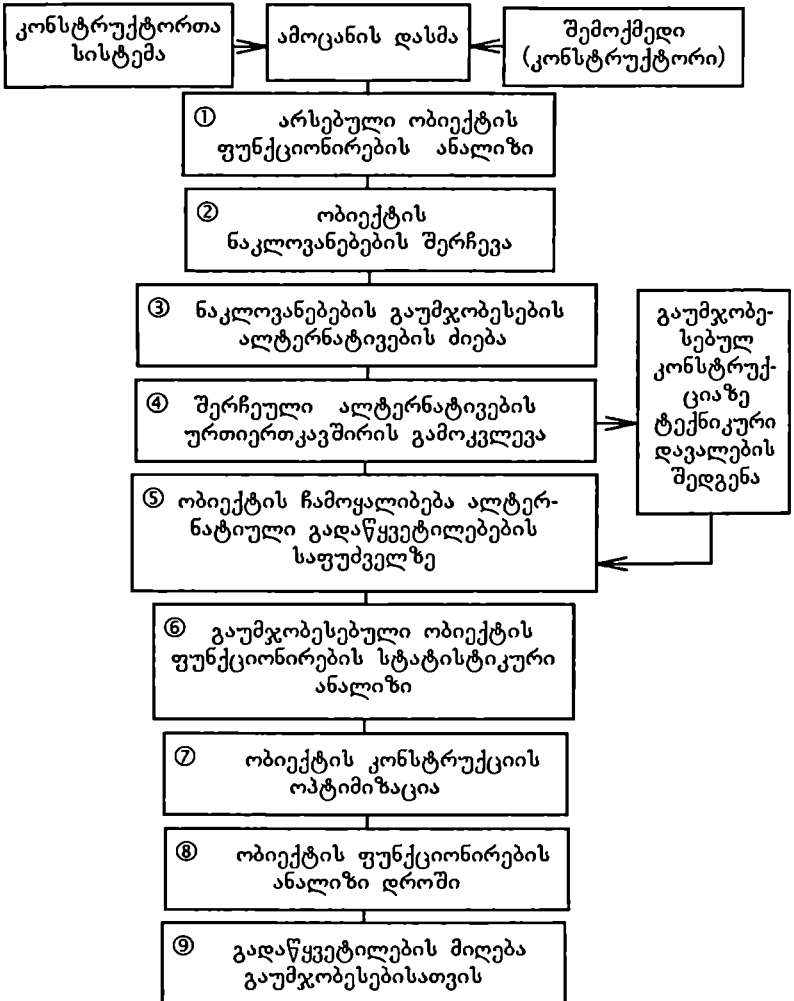 კონსტრუქტორთა
სისტემა
ამოცანის დასმა
შემოქმედი
(კონსტრუქტორი)
① არსებული ობიექტის
ფუნქციონირების ანალიზი
② ობიექტის
ნაკლოვანებების შერჩევა
③ ნაკლოვანებების გაუმჯობესების
ალტერნატივების ძიება
④ შერჩეული ალტერნატივების
ურთიერთკავშირის გამოკვლევა
გაუმჯობე-
სებულ
კონსტრუქ-
ციაზე
ტექნიკური
დავალების
შედგენა
⑤ ობიექტის ჩამოყალიბება ალტერ-
ნატიული გადაწყვეტილებების
საფუძველზე
⑥ გაუმჯობესებული ობიექტის
ფუნქციონირების სტატისტიკური
ანალიზი
⑦ ობიექტის კონსტრუქციის
ოპტიმიზაცია
⑧ ობიექტის ფუნქციონირების
ანალიზი დროში
⑨ გადაწყვეტილების მიღება
გაუმჯობესებისათვის